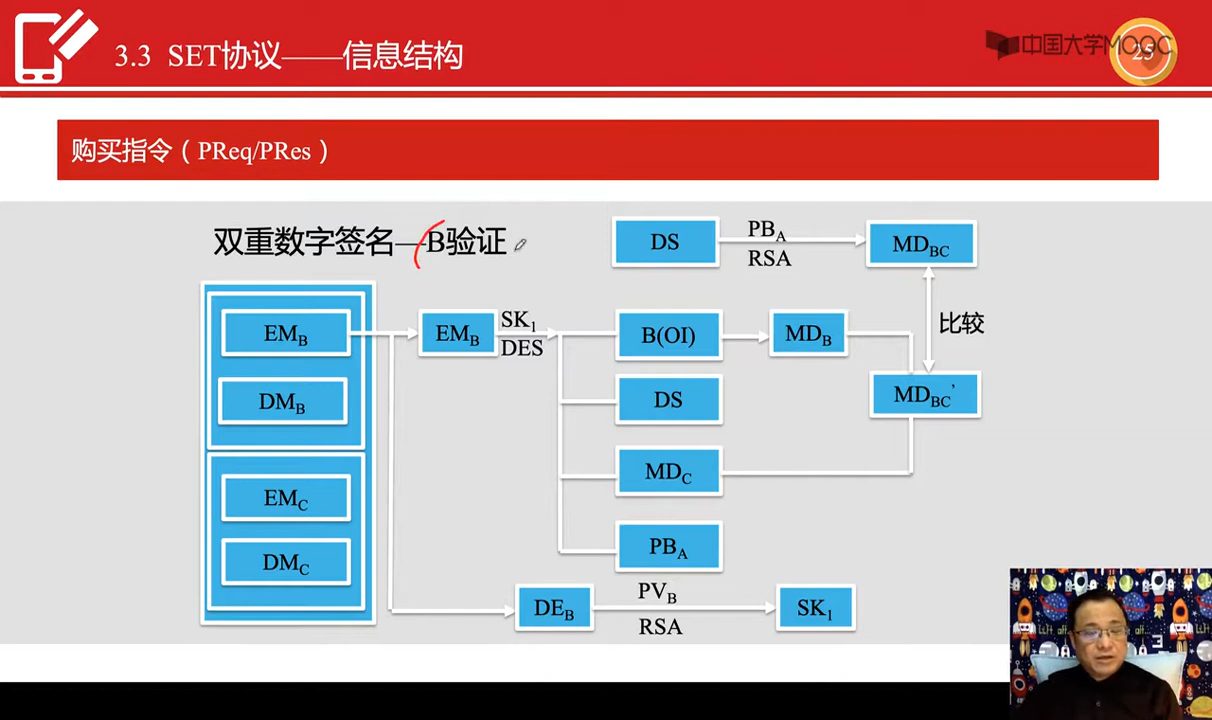 3.3 SET协议——信息结构
中国大学MOOC
25
购买指令（PReq/PRes）
双重数字签名—B验证
DS
PB_A
RSA
MD_BC
比较
EM_B
EM_B
SK_1
DES
B(OI)
MD_B
MD_BC'
DM_B
DS
EM_C
MD_C
DM_C
PB_A
DE_B
PV_B
RSA
SK_1